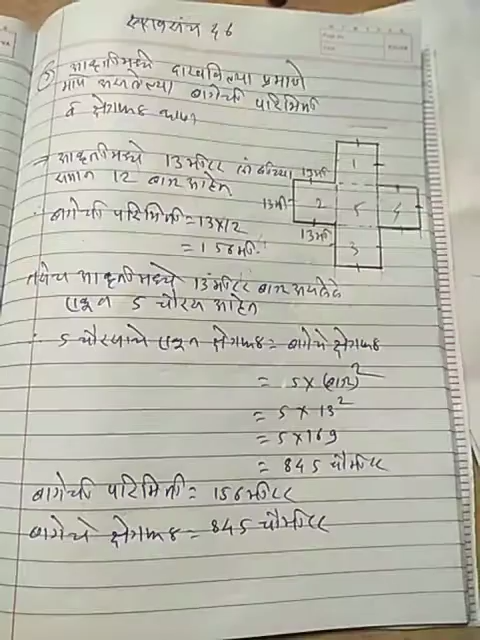 सरावसंच 36
5 आकृतीमध्ये दाखविल्या प्रमाणे
माप असलेल्या बागेची परिमिती
व क्षेत्रफळ काढा
→ आकृतीमध्ये 13 मीटर लांबीच्या
समान 12 बाजू आहेत
13मी
1
13मी
2
5
4
13मी
3
∴ बागेची परिमिती = 13×12
= 156 मी.
तसेच आकृतीमध्ये 13 मीटर बाजू असलेले
एकूण 5 चौरस आहेत
∴ 5 चौरसाचे एकूण क्षेत्रफळ = बागेचे क्षेत्रफळ
= 5 × (बाजू)²
= 5 × 13²
= 5 × 169
= 845 चौमीटर
बागेची परिमिती = 156 मीटर
बागेचे क्षेत्रफळ = 845 चौमीटर